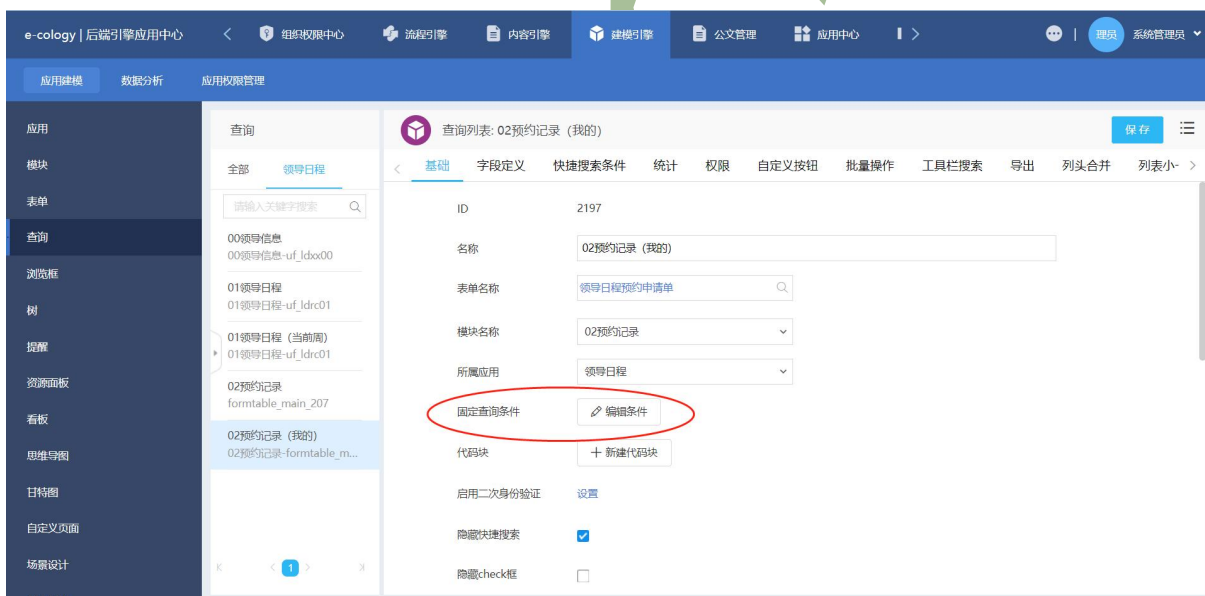 e-cology | 后端引擎应用中心 组织权限中心 流程引擎 内容引擎 建模引擎 公文管理 应用中心 理员 系统管理员
应用建模 数据分析 应用权限管理
应用
模块
表单
查询
浏览框
树
提醒
资源面板
看板
思维导图
甘特图
自定义页面
场景设计
查询
全部 领导日程
请输入关键字搜索
00领导信息
00领导信息-uf_ldxx00
01领导日程
01领导日程-uf_ldrc01
01领导日程 (当前周)
01领导日程-uf_ldrc01
02预约记录
formtable_main_207
02预约记录 (我的)
02预约记录-formtable_m...
1
查询列表: 02预约记录 (我的) 保存
基础 字段定义 快捷搜索条件 统计 权限 自定义按钮 批量操作 工具栏搜索 导出 列头合并 列表小-
ID 2197
名称 02预约记录 (我的)
表单名称 领导日程预约申请单
模块名称 02预约记录
所属应用 领导日程
固定查询条件 编辑条件
代码块 新建代码块
启用二次身份验证 设置
隐藏快捷搜索
隐藏check框